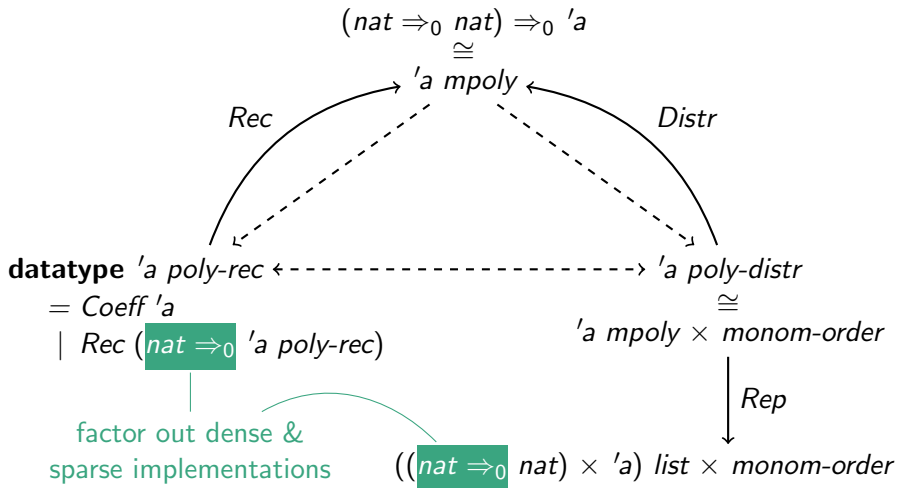 (nat ⇒₀ nat) ⇒₀ 'a
≅
'a mpoly
Rec
Distr
datatype 'a poly-rec
= Coeff 'a
| Rec (nat ⇒₀ 'a poly-rec)
'a poly-distr
≅
'a mpoly × monom-order
Rep
factor out dense &
sparse implementations
((nat ⇒₀ nat) × 'a) list × monom-order